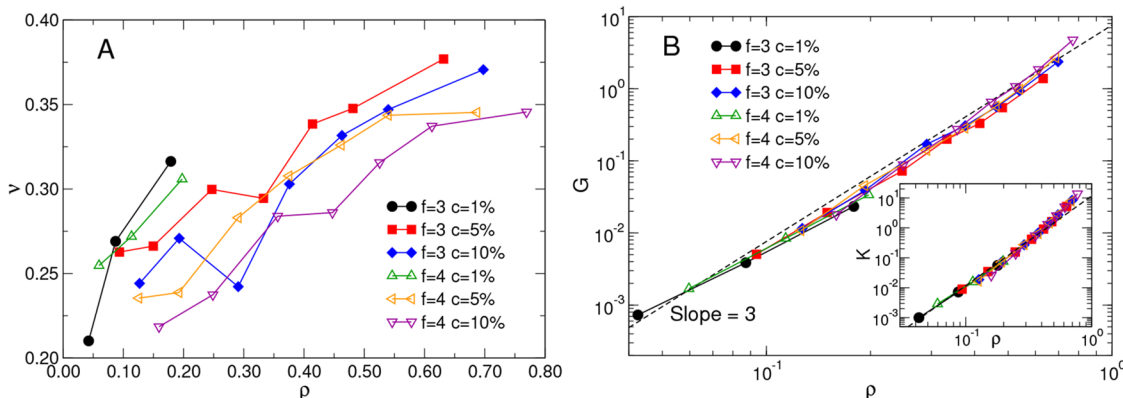 A
0.40
0.35
0.30
0.25
0.20
ν
0.00 0.10 0.20 0.30 0.40 0.50 0.60 0.70 0.80
ρ
f=3 c=1%
f=3 c=5%
f=3 c=10%
f=4 c=1%
f=4 c=5%
f=4 c=10%
B
10^1
10^0
10^-1
10^-2
10^-3
G
f=3 c=1%
f=3 c=5%
f=3 c=10%
f=4 c=1%
f=4 c=5%
f=4 c=10%
Slope = 3
10^-1 10^0
ρ
10^1
10^0
10^-1
10^-2
10^-3
K
10^-1 10^0
ρ